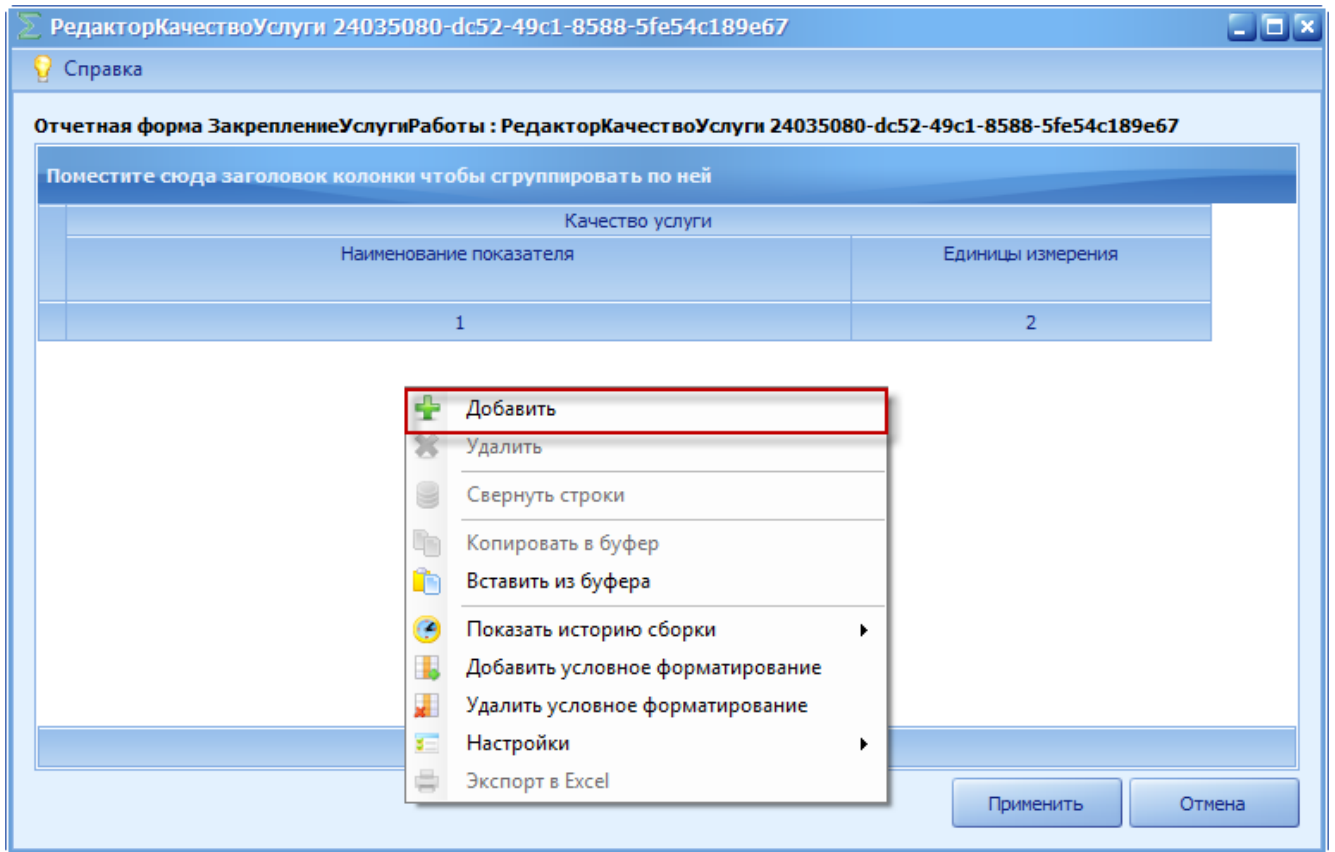 РедакторКачествоУслуги 24035080-dc52-49c1-8588-5fe54c189e67
Справка
Отчетная форма ЗакреплениеУслугиРаботы : РедакторКачествоУслуги 24035080-dc52-49c1-8588-5fe54c189e67
Поместите сюда заголовок колонки чтобы сгруппировать по ней
Качество услуги
Наименование показателя Единицы измерения
1 2
Добавить
Удалить
Свернуть строки
Копировать в буфер
Вставить из буфера
Показать историю сборки
Добавить условное форматирование
Удалить условное форматирование
Настройки
Экспорт в Excel
Применить Отмена